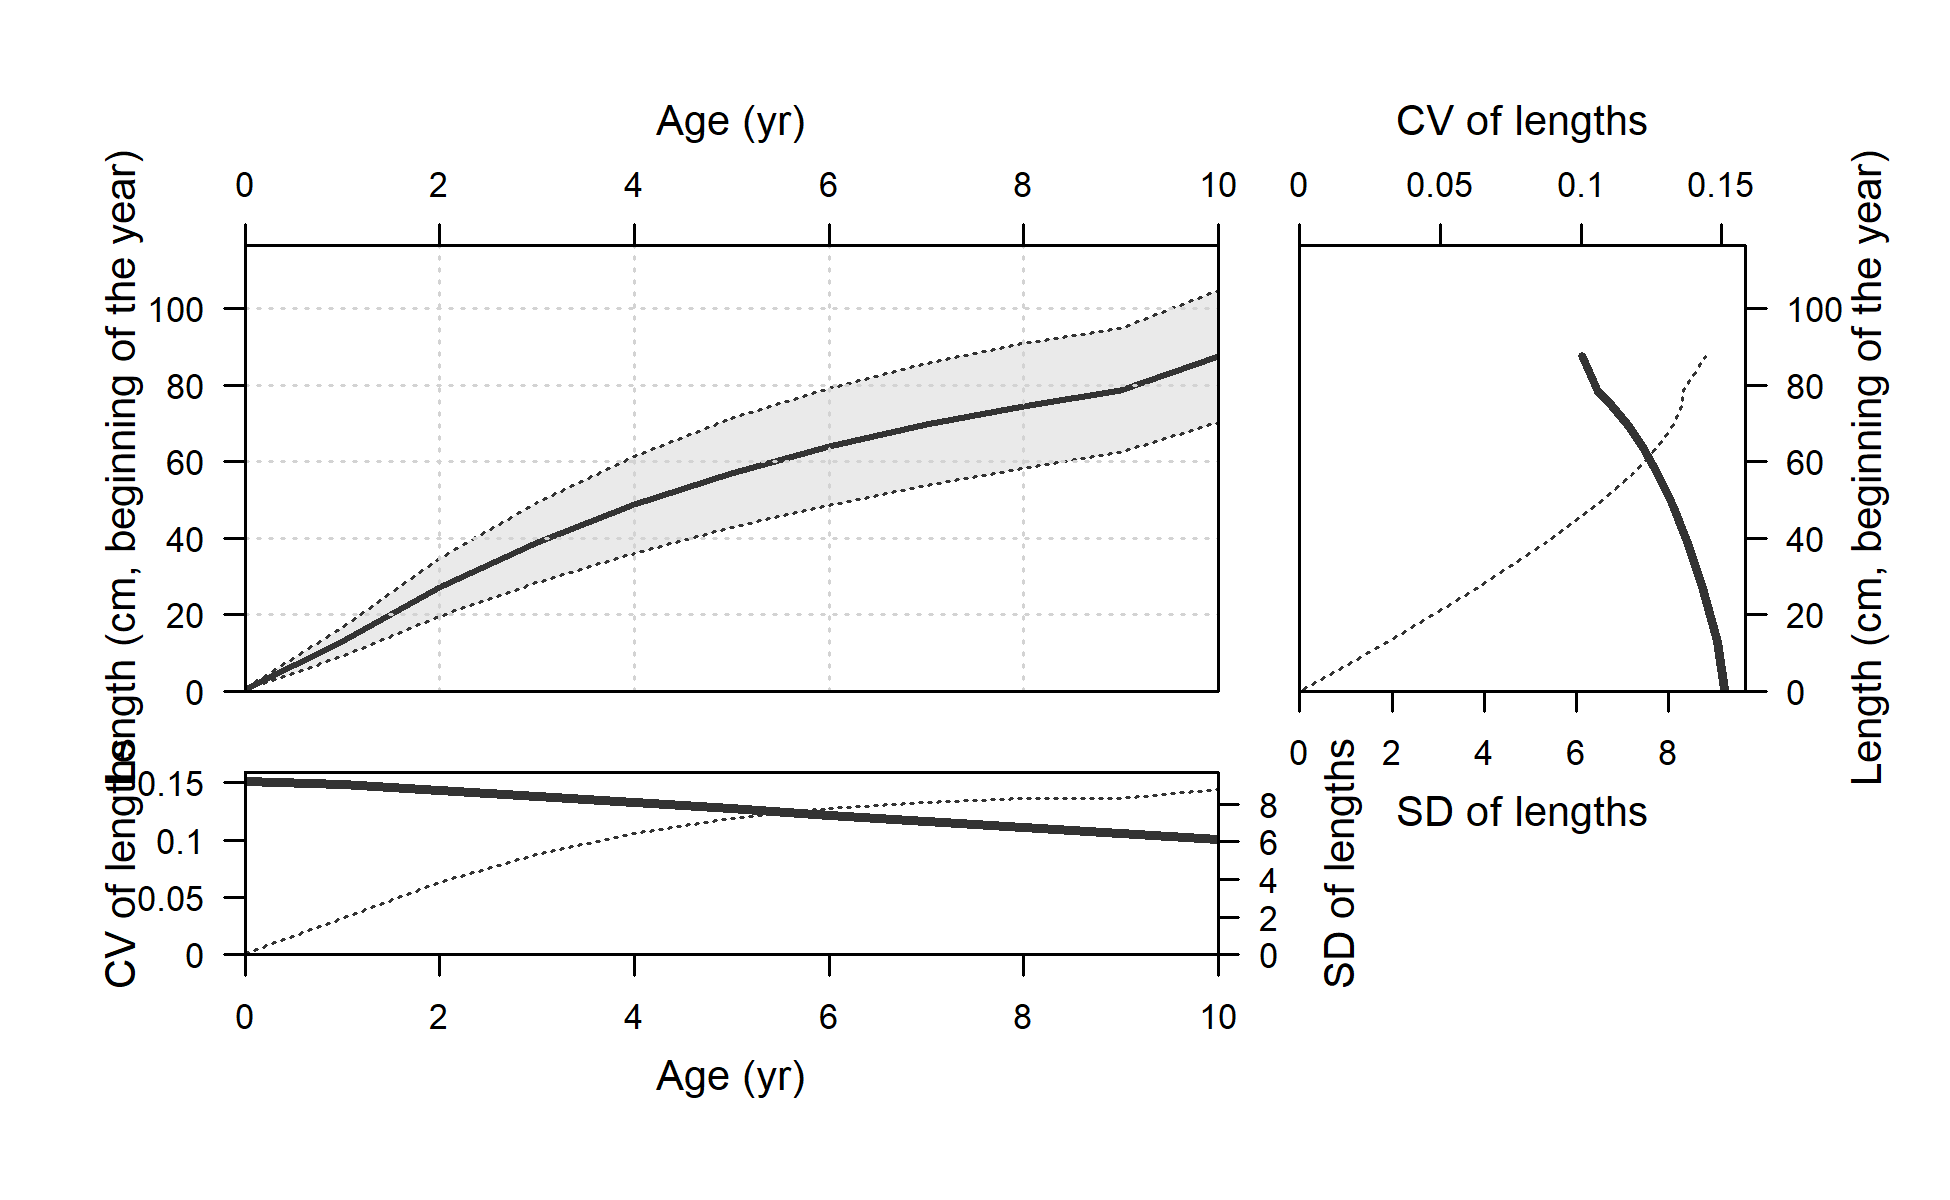 Age (yr)
CV of lengths
0 2 4 6 8 10
0 0.05 0.1 0.15
Length (cm, beginning of the year)
100
80
60
40
20
0
100
80
60
40
20
0
Length (cm, beginning of the year)
0 2 4 6 8
SD of lengths
CV of lengths
0.15
0.1
0.05
0
8
6
4
2
0
SD of lengths
0 2 4 6 8 10
Age (yr)